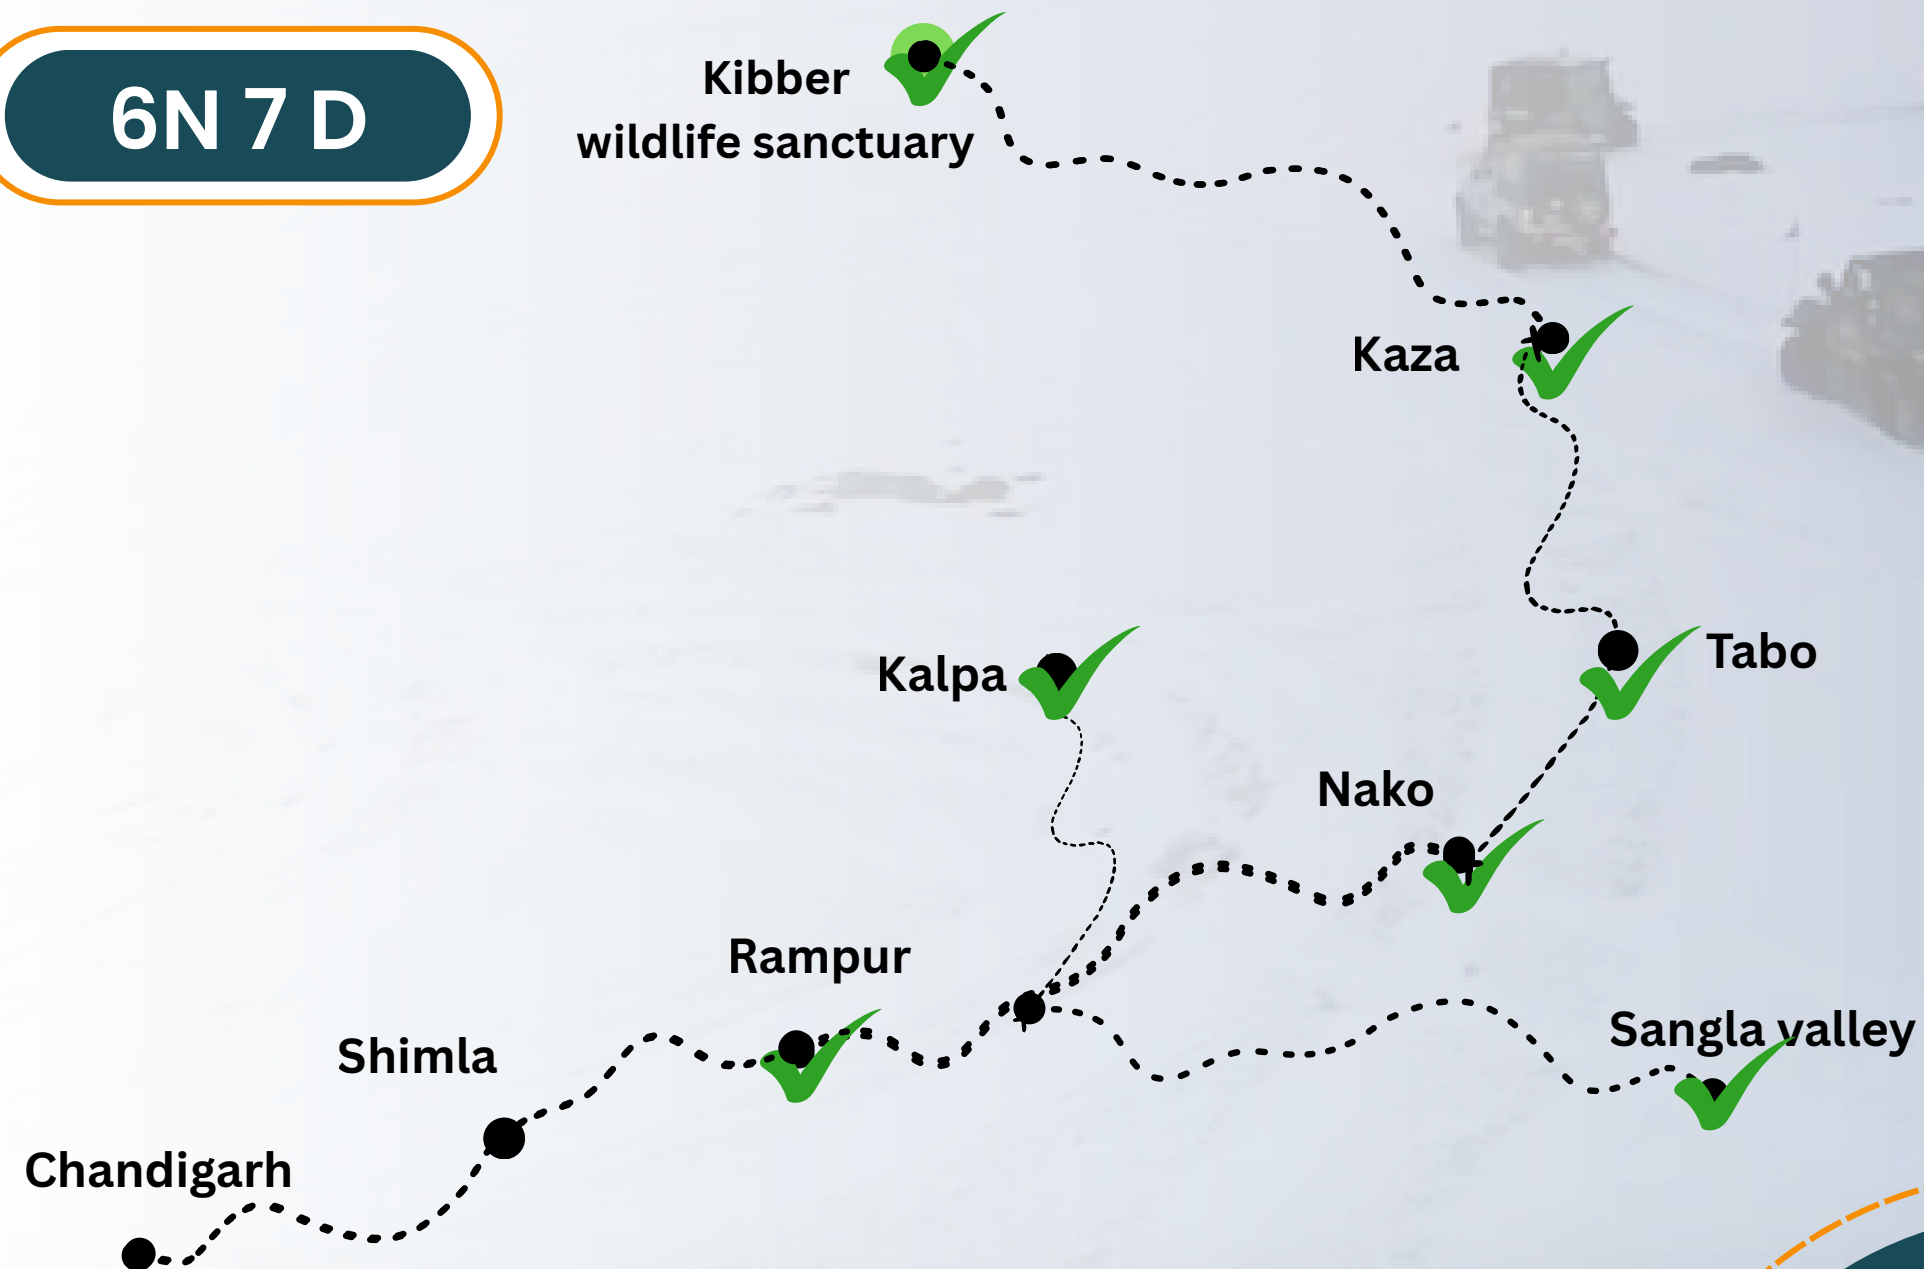 6N 7 D
Kibber
wildlife sanctuary
Kaza
Kalpa
Tabo
Nako
Rampur
Sangla valley
Shimla
Chandigarh